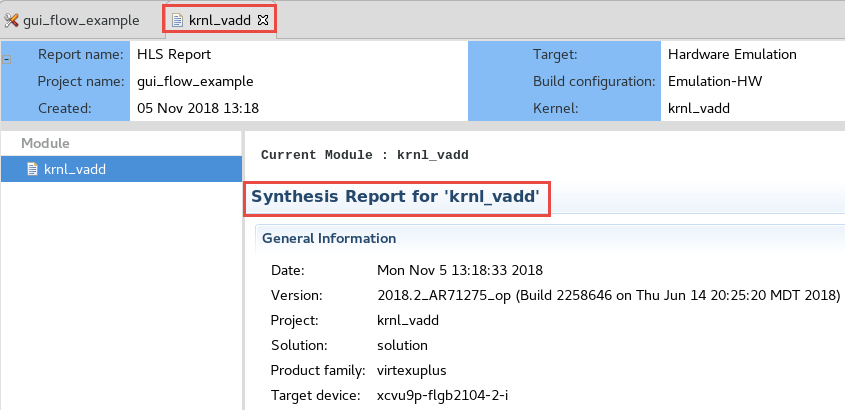 gui_flow_example krnl_vadd
Report name: HLS Report Target: Hardware Emulation
Project name: gui_flow_example Build configuration: Emulation-HW
Created: 05 Nov 2018 13:18 Kernel: krnl_vadd
Module
krnl_vadd
Current Module : krnl_vadd
Synthesis Report for 'krnl_vadd'
General Information
Date: Mon Nov 5 13:18:33 2018
Version: 2018.2_AR71275_op (Build 2258646 on Thu Jun 14 20:25:20 MDT 2018)
Project: krnl_vadd
Solution: solution
Product family: virtexuplus
Target device: xcvu9p-flgb2104-2-i